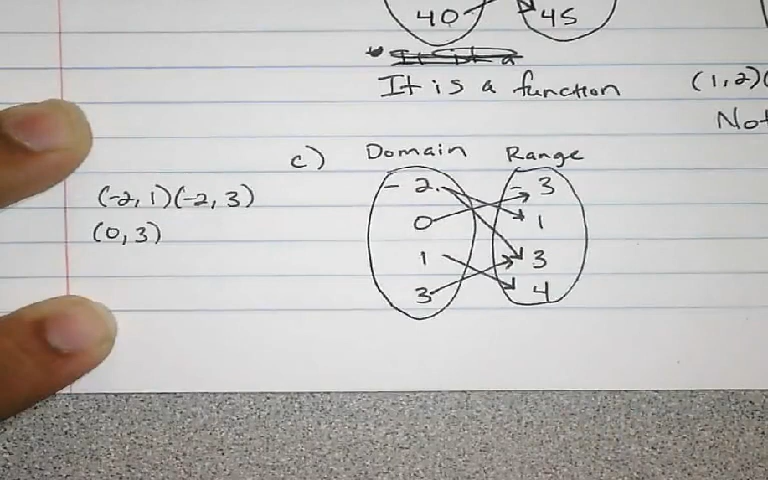 40 45
It is a function
(1,2)(
Not
c) Domain Range
(-2, 1)(-2, 3)
(0, 3)
-2 -3
0 1
1 3
3 4